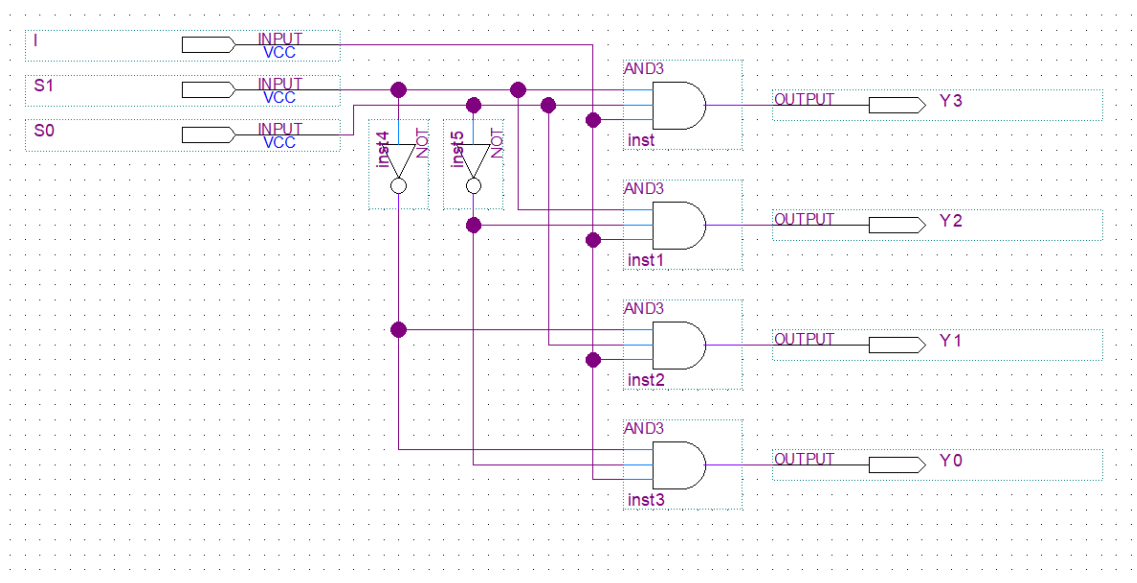 I
INPUT
VCC
S1
INPUT
VCC
S0
INPUT
VCC
inst4
NOT
inst5
NOT
AND3
inst
OUTPUT
Y3
AND3
inst1
OUTPUT
Y2
AND3
inst2
OUTPUT
Y1
AND3
inst3
OUTPUT
Y0